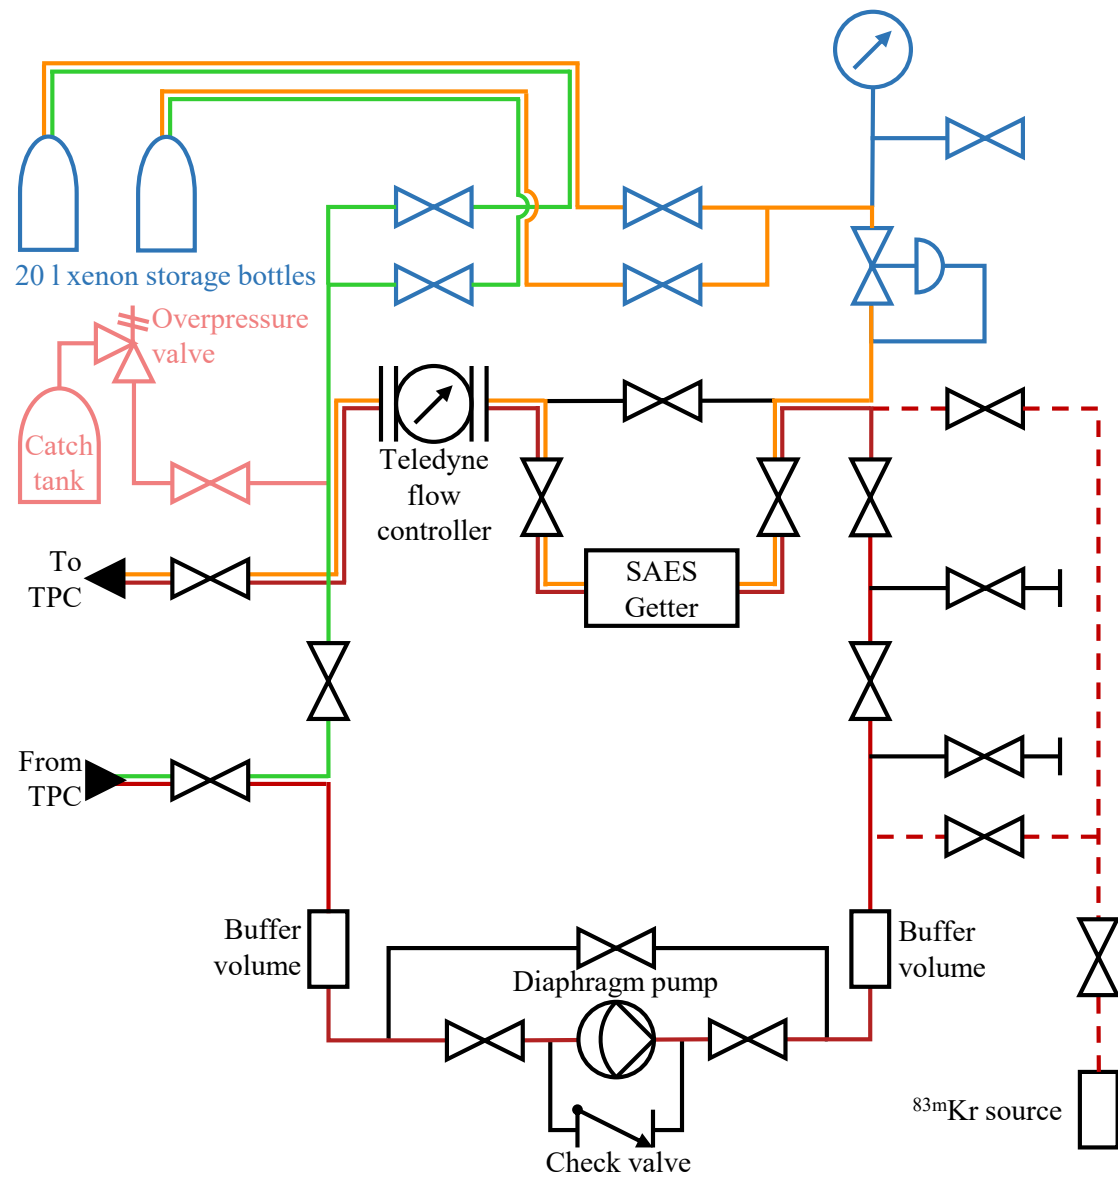 20 l xenon storage bottles
Overpressure
valve
Catch
tank
Teledyne
flow
controller
To
TPC
SAES
Getter
From
TPC
Buffer
volume
Buffer
volume
Diaphragm pump
83mKr source
Check valve